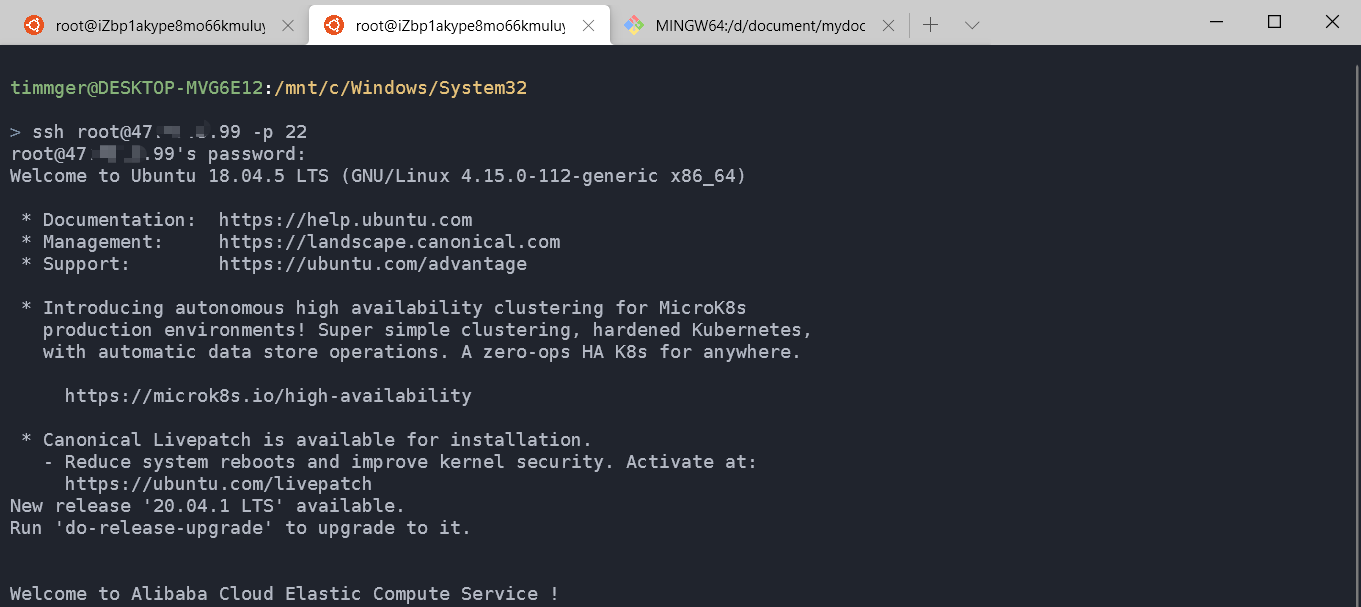 root@iZbp1akype8mo66kmuluy
root@iZbp1akype8mo66kmuluy
MINGW64:/d/document/mydoc
timmger@DESKTOP-MVG6E12:/mnt/c/Windows/System32
> ssh root@47. .99 -p 22
root@47. .99's password:
Welcome to Ubuntu 18.04.5 LTS (GNU/Linux 4.15.0-112-generic x86_64)
* Documentation: https://help.ubuntu.com
* Management: https://landscape.canonical.com
* Support: https://ubuntu.com/advantage
* Introducing autonomous high availability clustering for MicroK8s
production environments! Super simple clustering, hardened Kubernetes,
with automatic data store operations. A zero-ops HA K8s for anywhere.
https://microk8s.io/high-availability
* Canonical Livepatch is available for installation.
- Reduce system reboots and improve kernel security. Activate at:
https://ubuntu.com/livepatch
New release '20.04.1 LTS' available.
Run 'do-release-upgrade' to upgrade to it.
Welcome to Alibaba Cloud Elastic Compute Service !